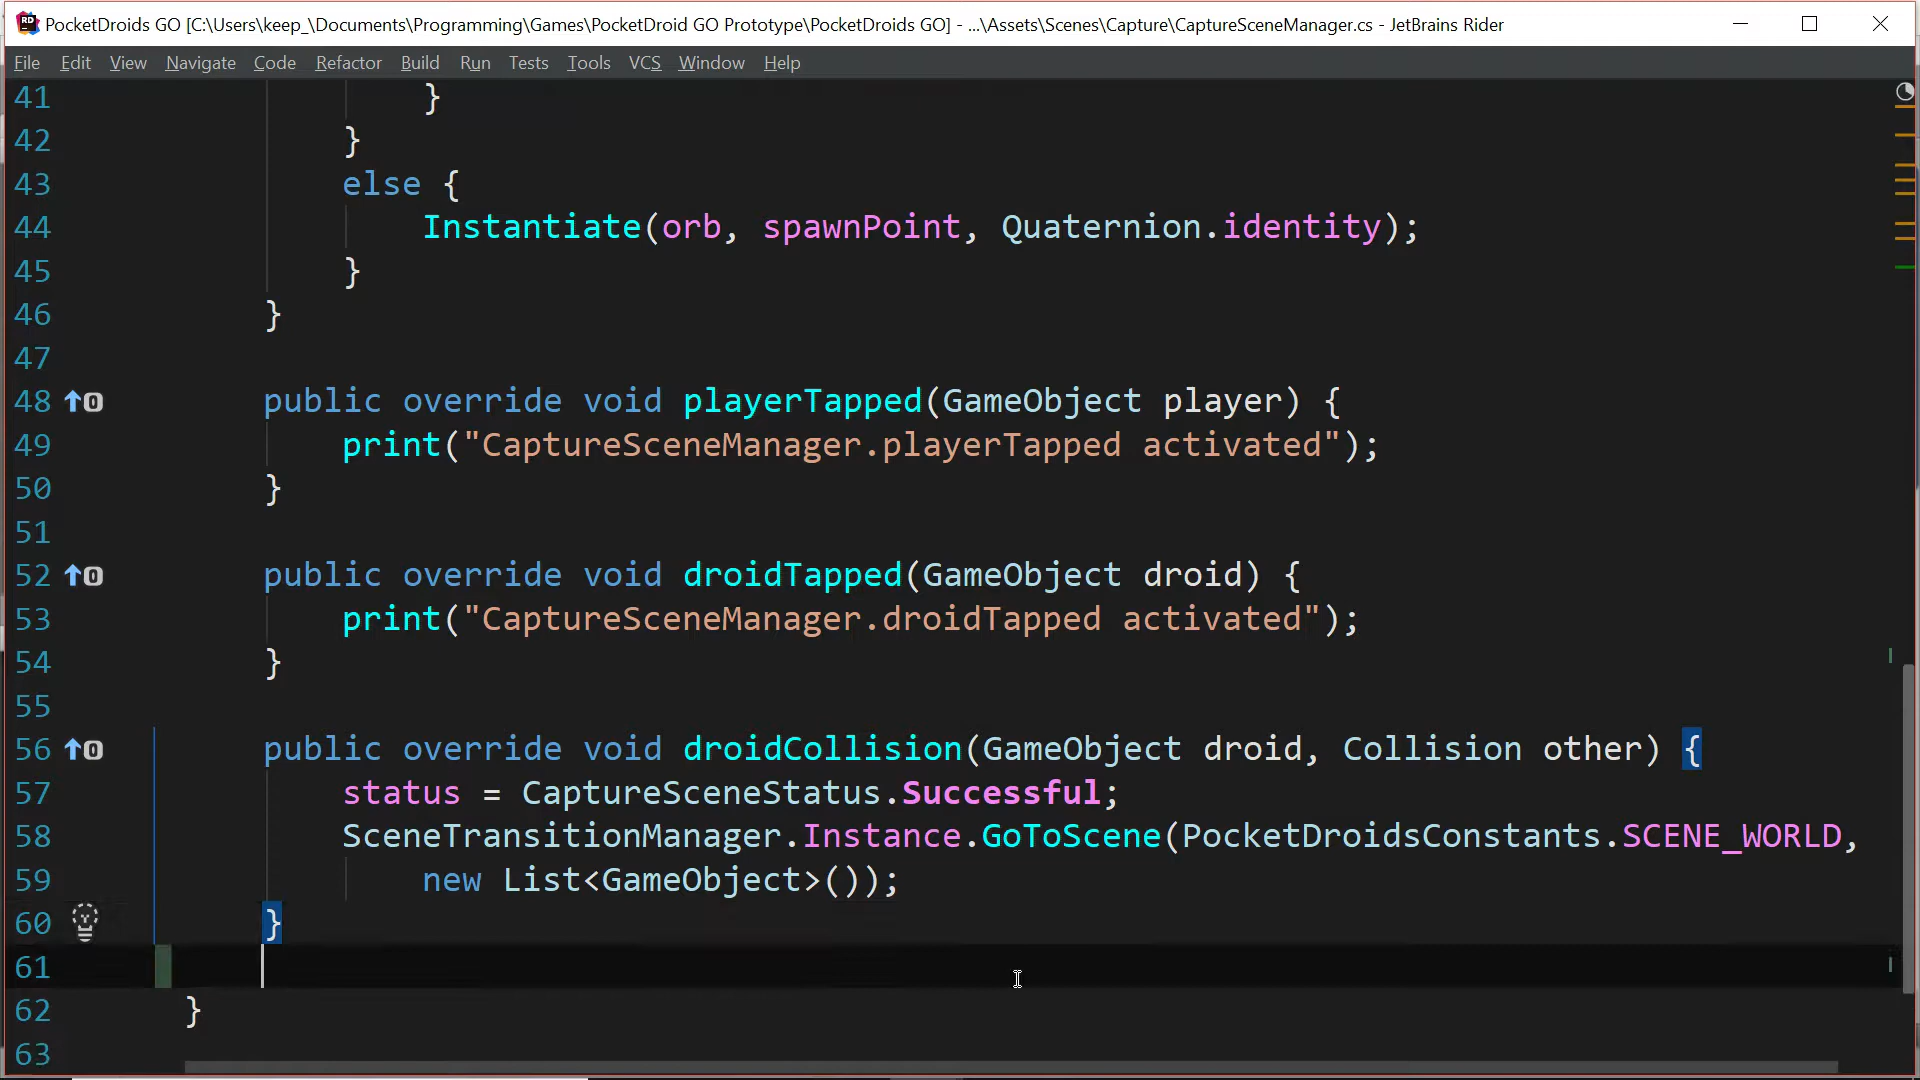 PocketDroids GO [C:\Users\keep_\Documents\Programming\Games\PocketDroid GO Prototype\PocketDroids GO] - ...\Assets\Scenes\Capture\CaptureSceneManager.cs - JetBrains Rider
File Edit View Navigate Code Refactor Build Run Tests Tools VCS Window Help
41 }
42 }
43 else {
44 Instantiate(orb, spawnPoint, Quaternion.identity);
45 }
46 }
47
48 public override void playerTapped(GameObject player) {
49 print("CaptureSceneManager.playerTapped activated");
50 }
51
52 public override void droidTapped(GameObject droid) {
53 print("CaptureSceneManager.droidTapped activated");
54 }
55
56 public override void droidCollision(GameObject droid, Collision other) {
57 status = CaptureSceneStatus.Successful;
58 SceneTransitionManager.Instance.GoToScene(PocketDroidsConstants.SCENE_WORLD,
59 new List<GameObject>());
60 }
61
62 }
63